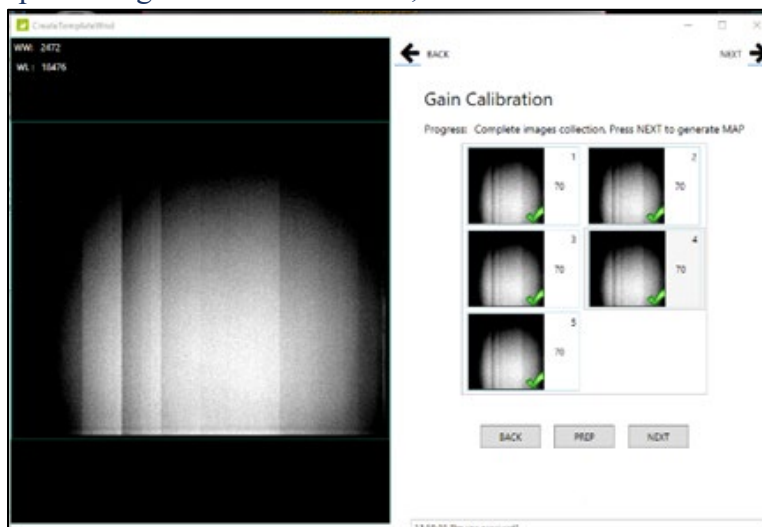 CreateTemplateWnd
WW: 2472
WL: 16476
BACK
NEXT
Gain Calibration
Progress: Complete images collection, Press NEXT to generate MAP
1
70
2
70
3
70
4
70
5
70
BACK
PREP
NEXT